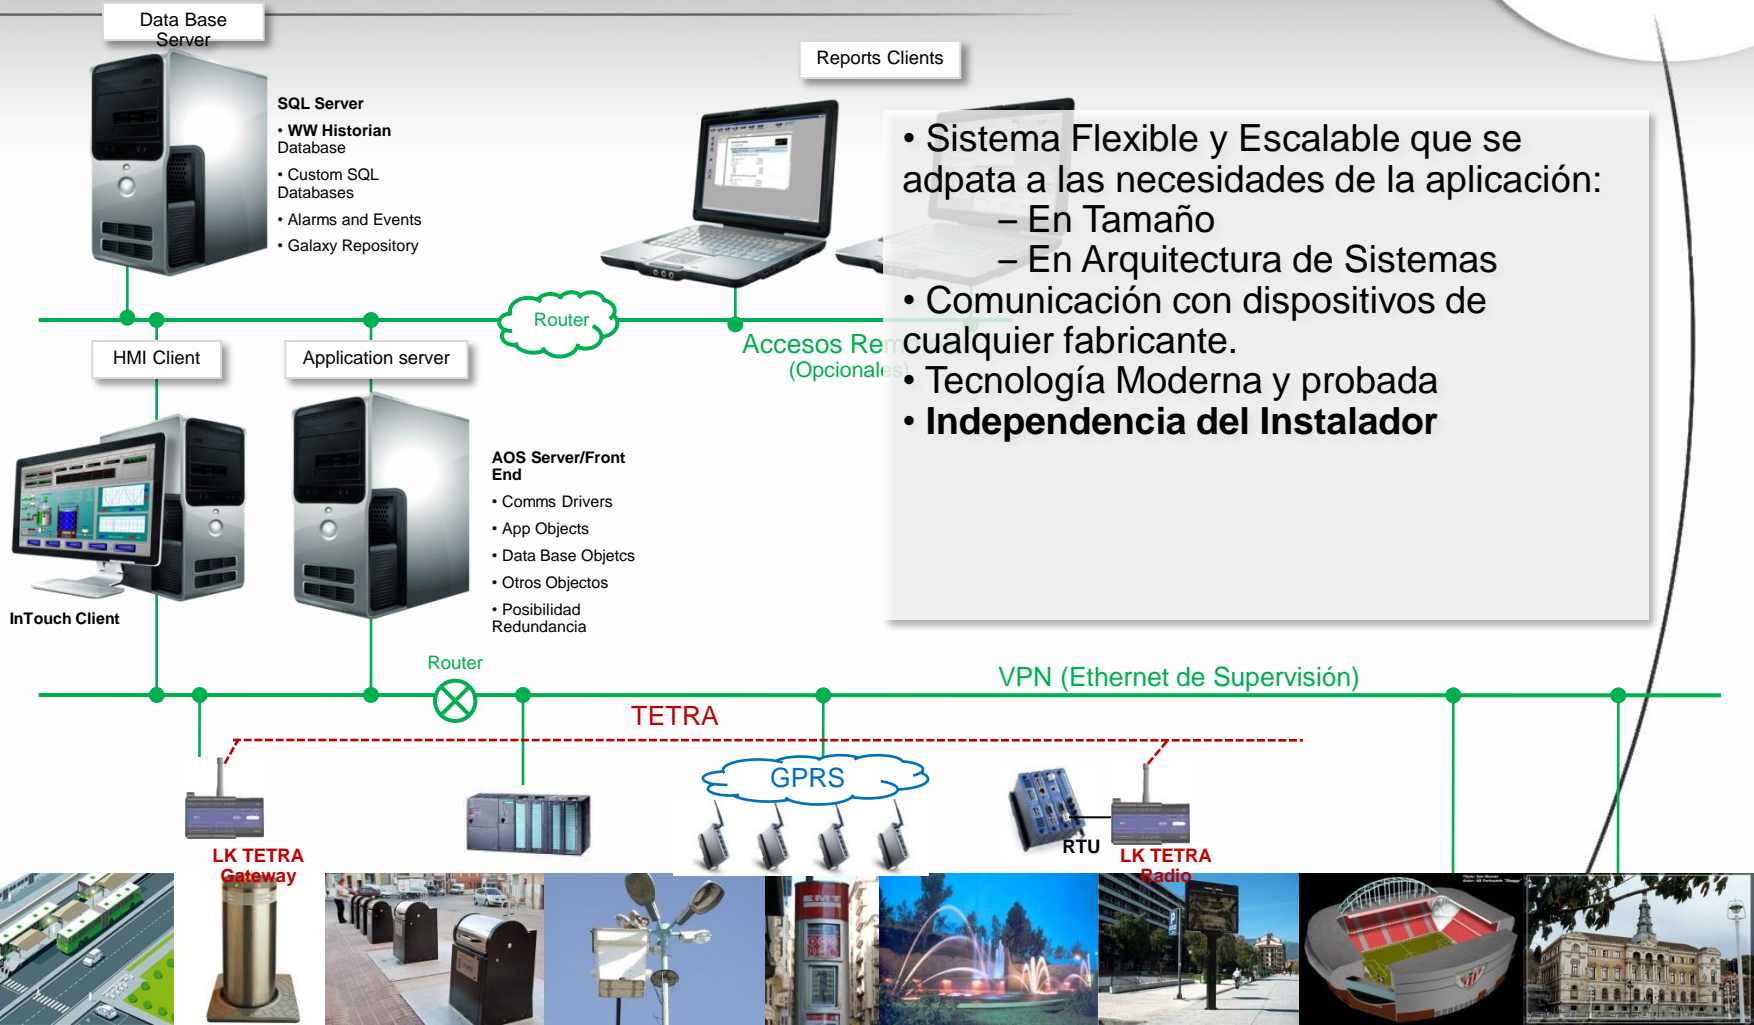 Data Base
Server
Reports Clients
SQL Server
• WW Historian
Database
• Custom SQL
Databases
• Alarms and Events
• Galaxy Repository
• Sistema Flexible y Escalable que se
adpata a las necesidades de la aplicación:
– En Tamaño
– En Arquitectura de Sistemas
• Comunicación con dispositivos de
cualquier fabricante.
• Tecnología Moderna y probada
• Independencia del Instalador
Router
Accesos Rem
(Opcionales)
HMI Client
Application server
AOS Server/Front
End
• Comms Drivers
• App Objects
• Data Base Objetcs
• Otros Objectos
• Posibilidad
Redundancia
InTouch Client
Router
VPN (Ethernet de Supervisión)
TETRA
GPRS
RTU
LK TETRA
Gateway
LK TETRA
Radio
EMT
P